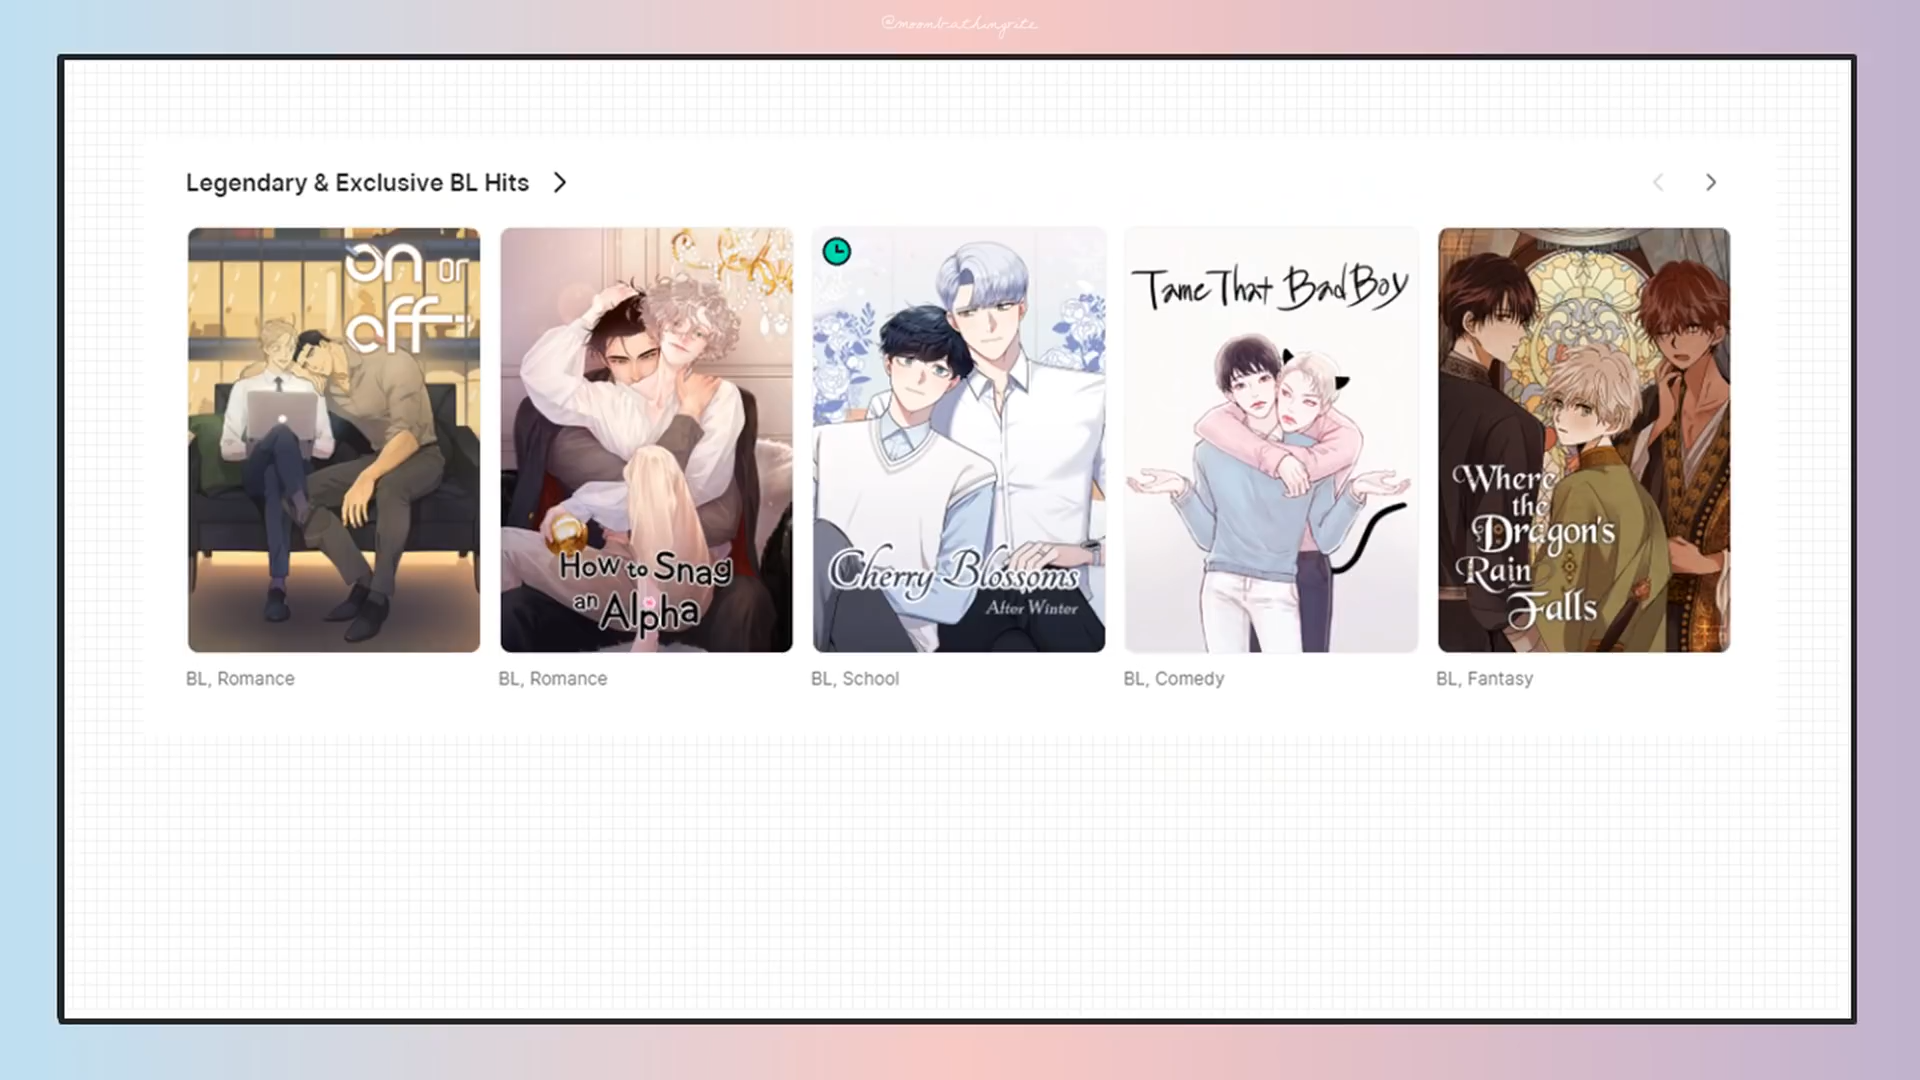 @moonbathingrite
Legendary & Exclusive BL Hits
on or
off
How to Snag
an Alpha
Cherry Blossoms
After Winter
Tame That Bad Boy
Where
the
Dragon's
Rain
Falls
BL, Romance
BL, Romance
BL, School
BL, Comedy
BL, Fantasy